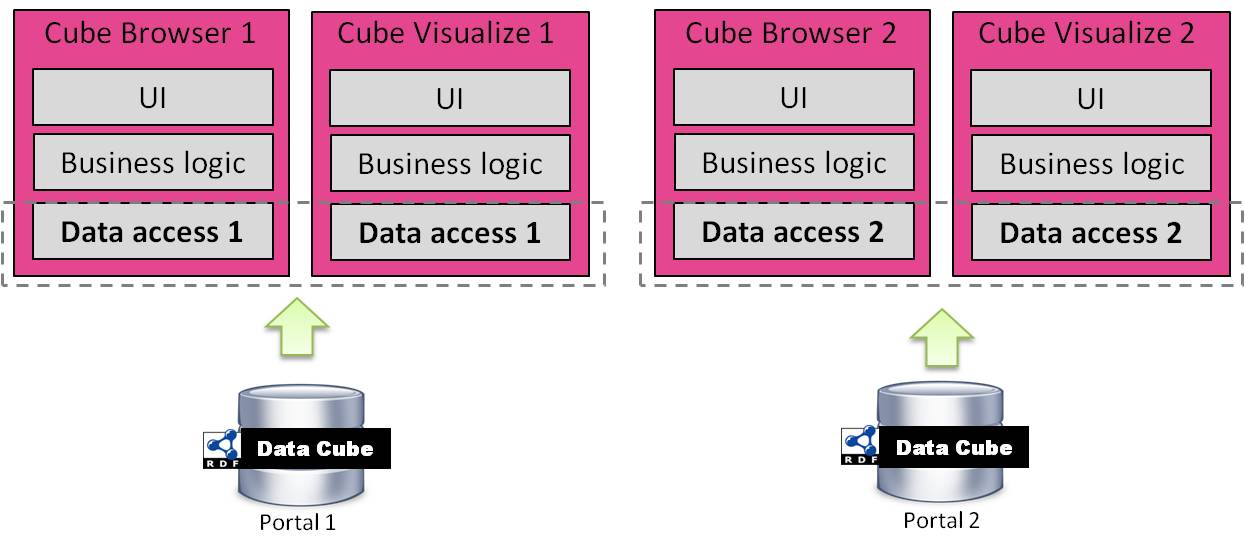 Cube Browser 1
UI
Business logic
Data access 1
Cube Visualize 1
UI
Business logic
Data access 1
Cube Browser 2
UI
Business logic
Data access 2
Cube Visualize 2
UI
Business logic
Data access 2
RDF
Data Cube
Portal 1
RDF
Data Cube
Portal 2